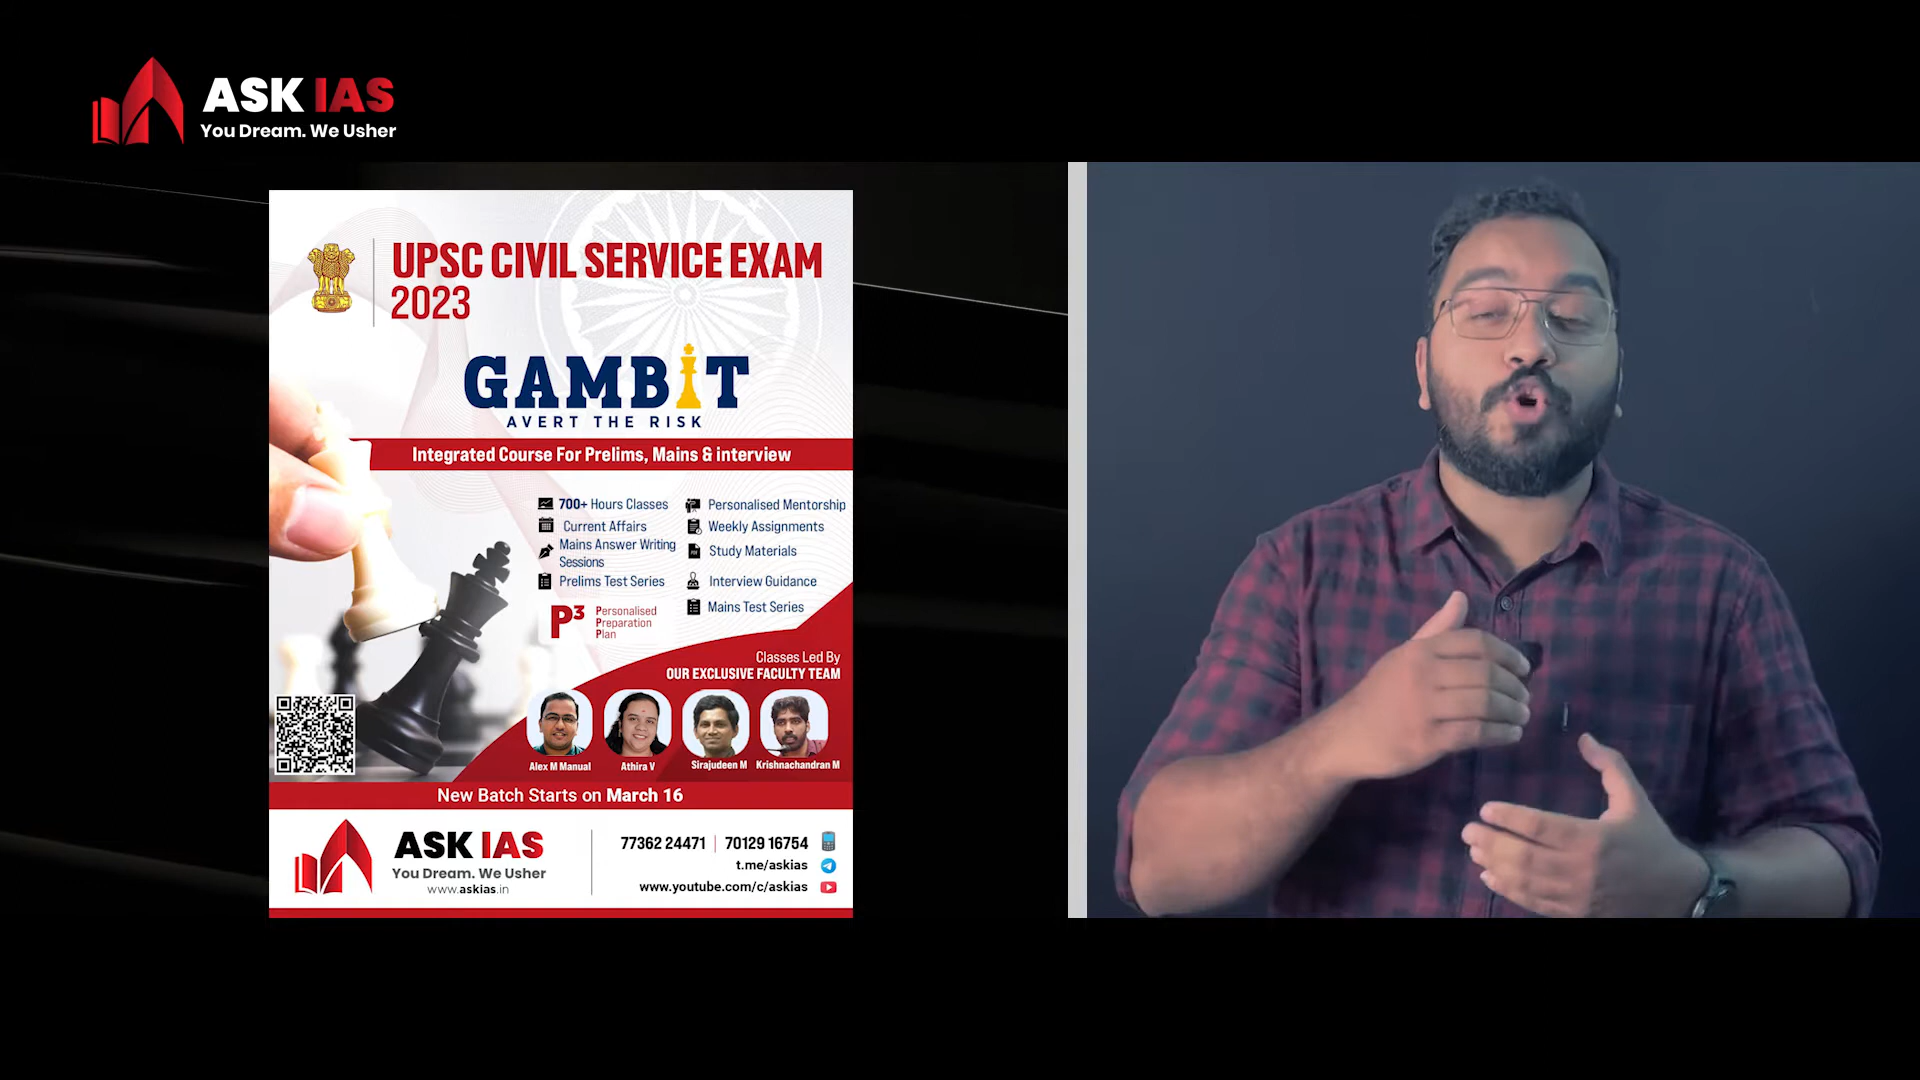 ASK IAS
You Dream. We Usher
UPSC CIVIL SERVICE EXAM
2023
GAMBIT
AVERT THE RISK
Integrated Course For Prelims, Mains & interview
700+ Hours Classes
Current Affairs
Mains Answer Writing
Sessions
Prelims Test Series
Personalised Mentorship
Weekly Assignments
Study Materials
Interview Guidance
Mains Test Series
P³
Personalised
Preparation
Plan
Classes Led By
OUR EXCLUSIVE FACULTY TEAM
Alex M Manual
Athira V
Sirajudeen M
Krishnachandran M
New Batch Starts on March 16
ASK IAS
You Dream. We Usher
www.askias.in
77362 24471 | 70129 16754
t.me/askias
www.youtube.com/c/askias